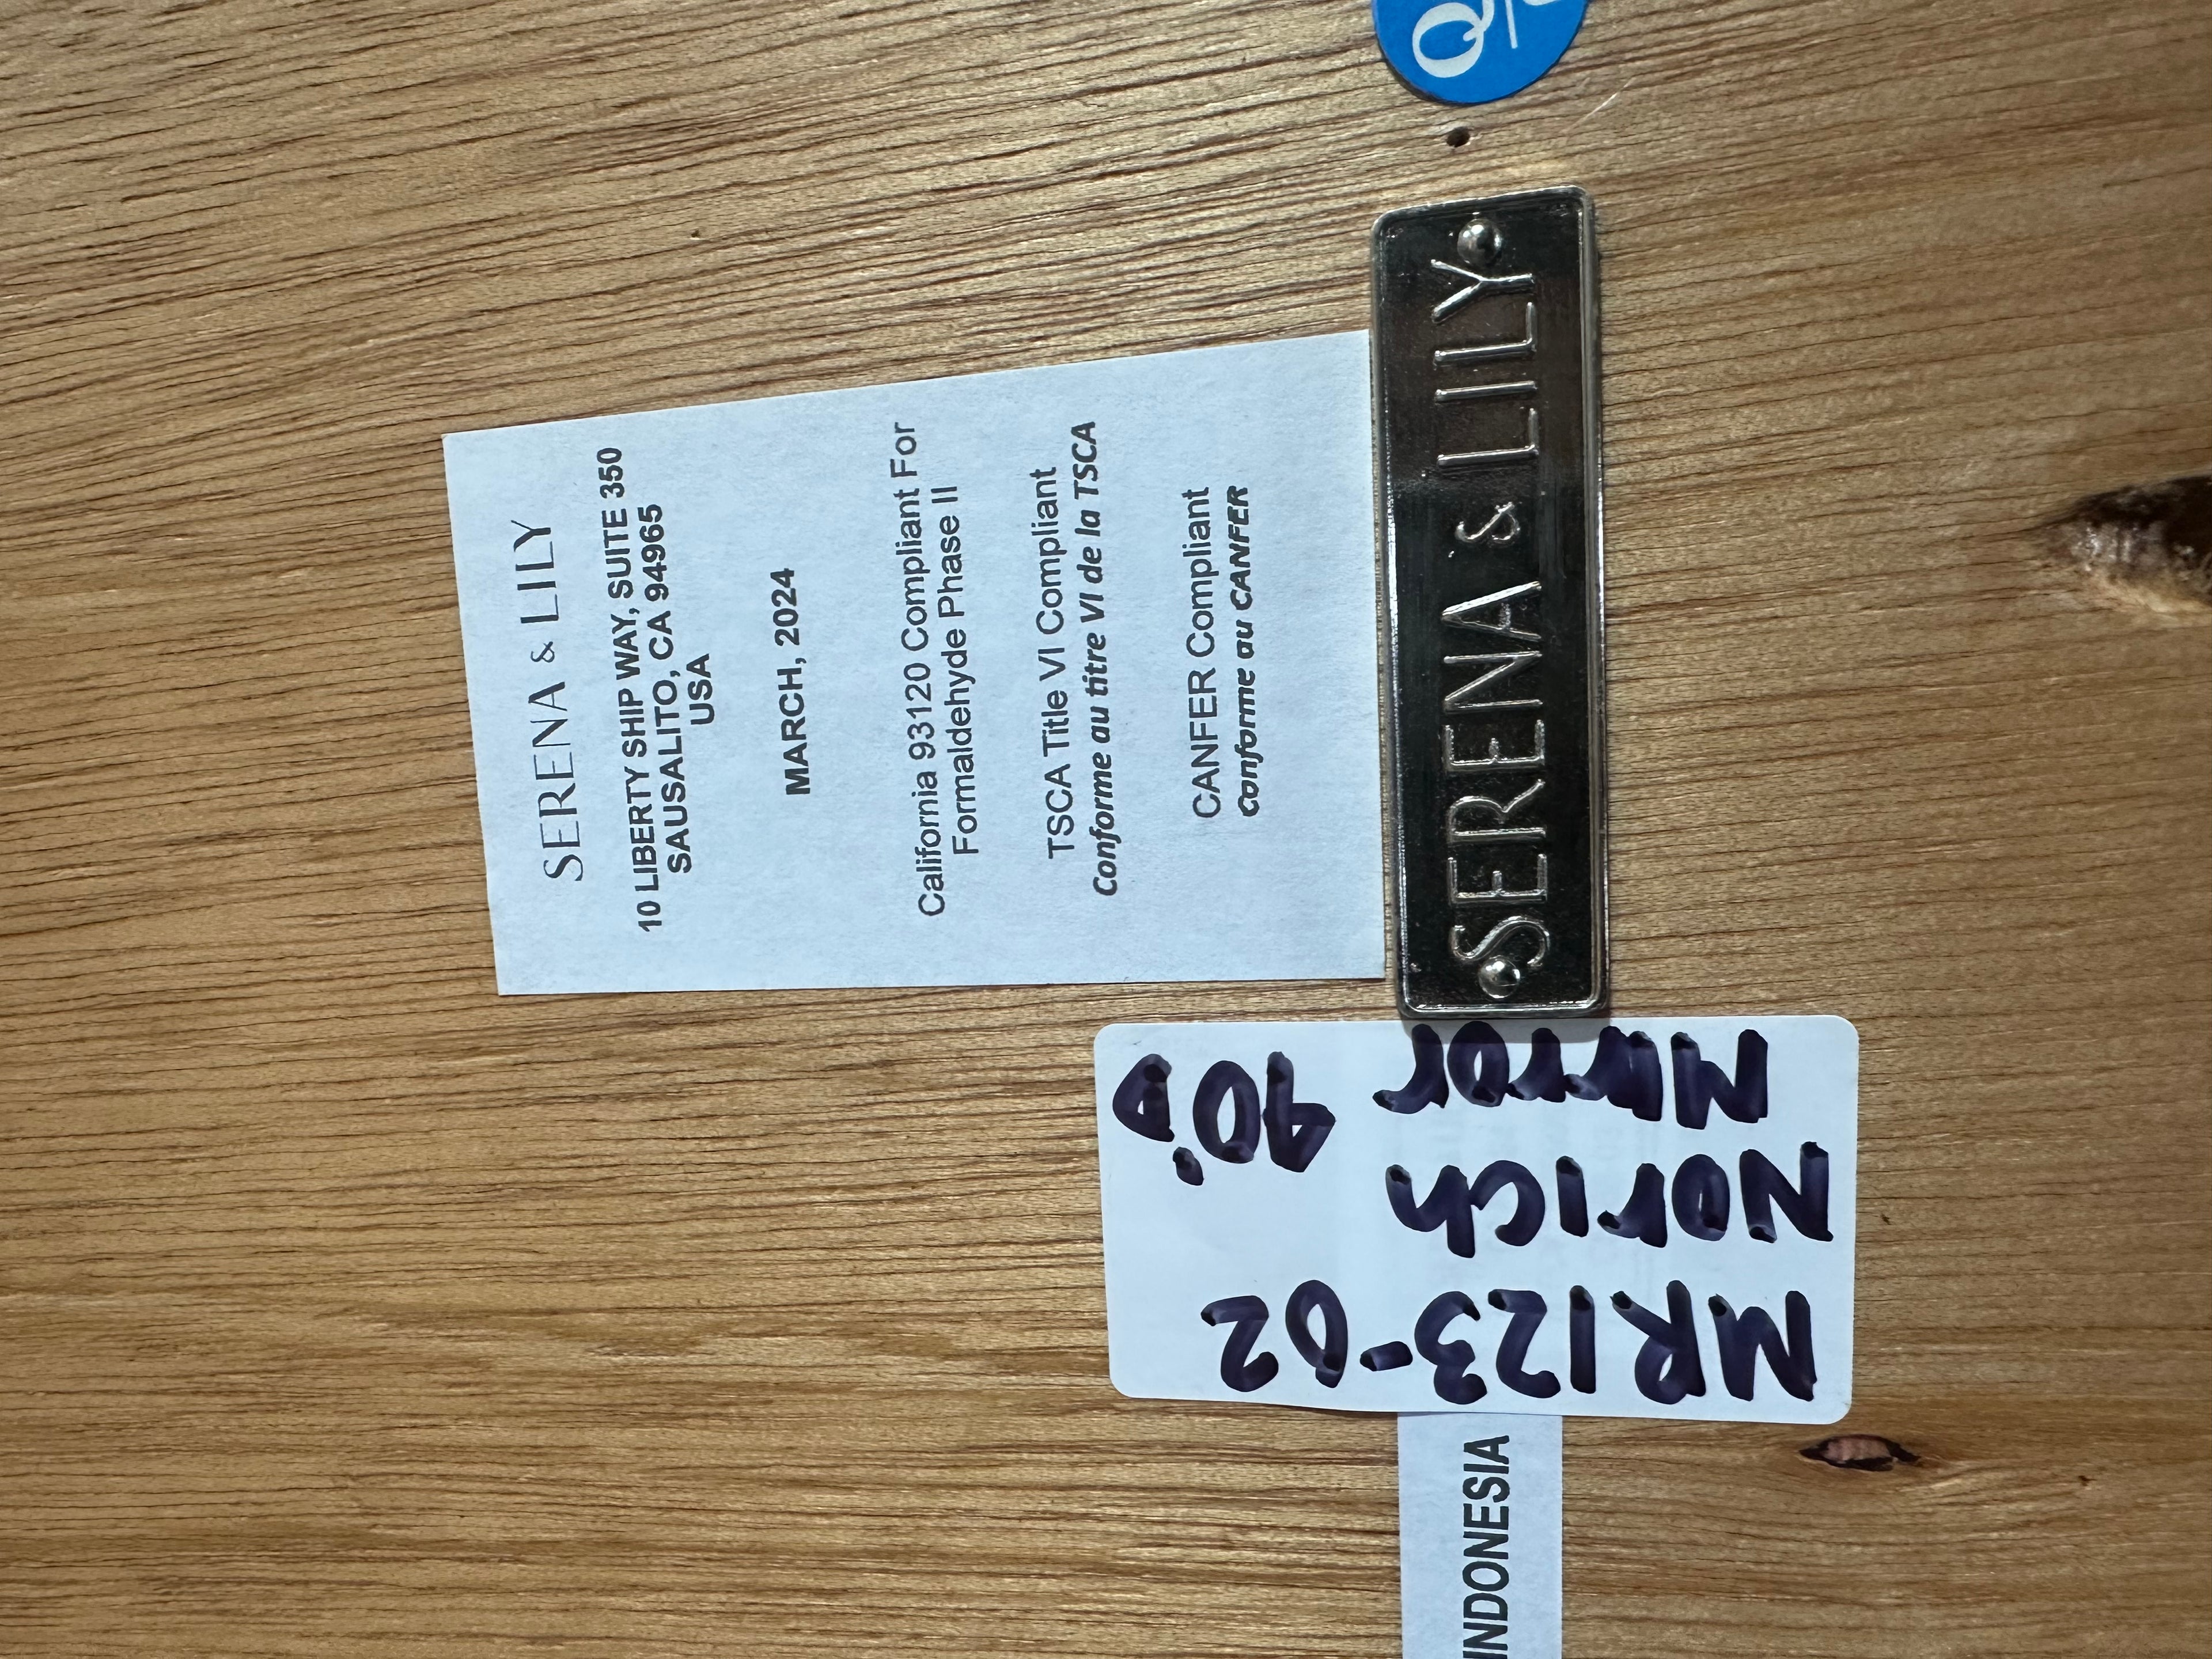 SERENA & LILY
10 LIBERTY SHIP WAY, SUITE 350
SAUSALITO, CA 94965
USA
MARCH, 2024
California 93120 Compliant For
Formaldehyde Phase II
TSCA Title VI Compliant
Conforme au titre VI de la TSCA
CANFER Compliant
Conforme au CANFER
SERENA & LILY
MR123-02
Norich 40"D
Mirror
INDONESIA